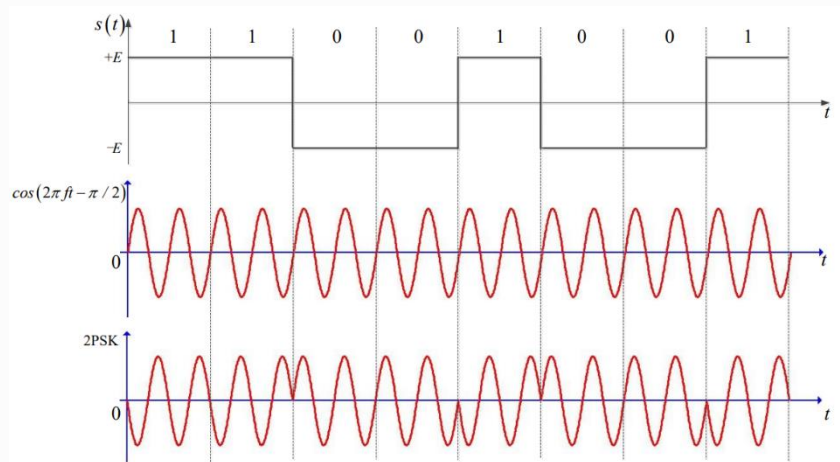 s(t)
1 1 0 0 1 0 0 1
+E
t
-E
cos(2πft − π/2)
0
t
2PSK
0
t